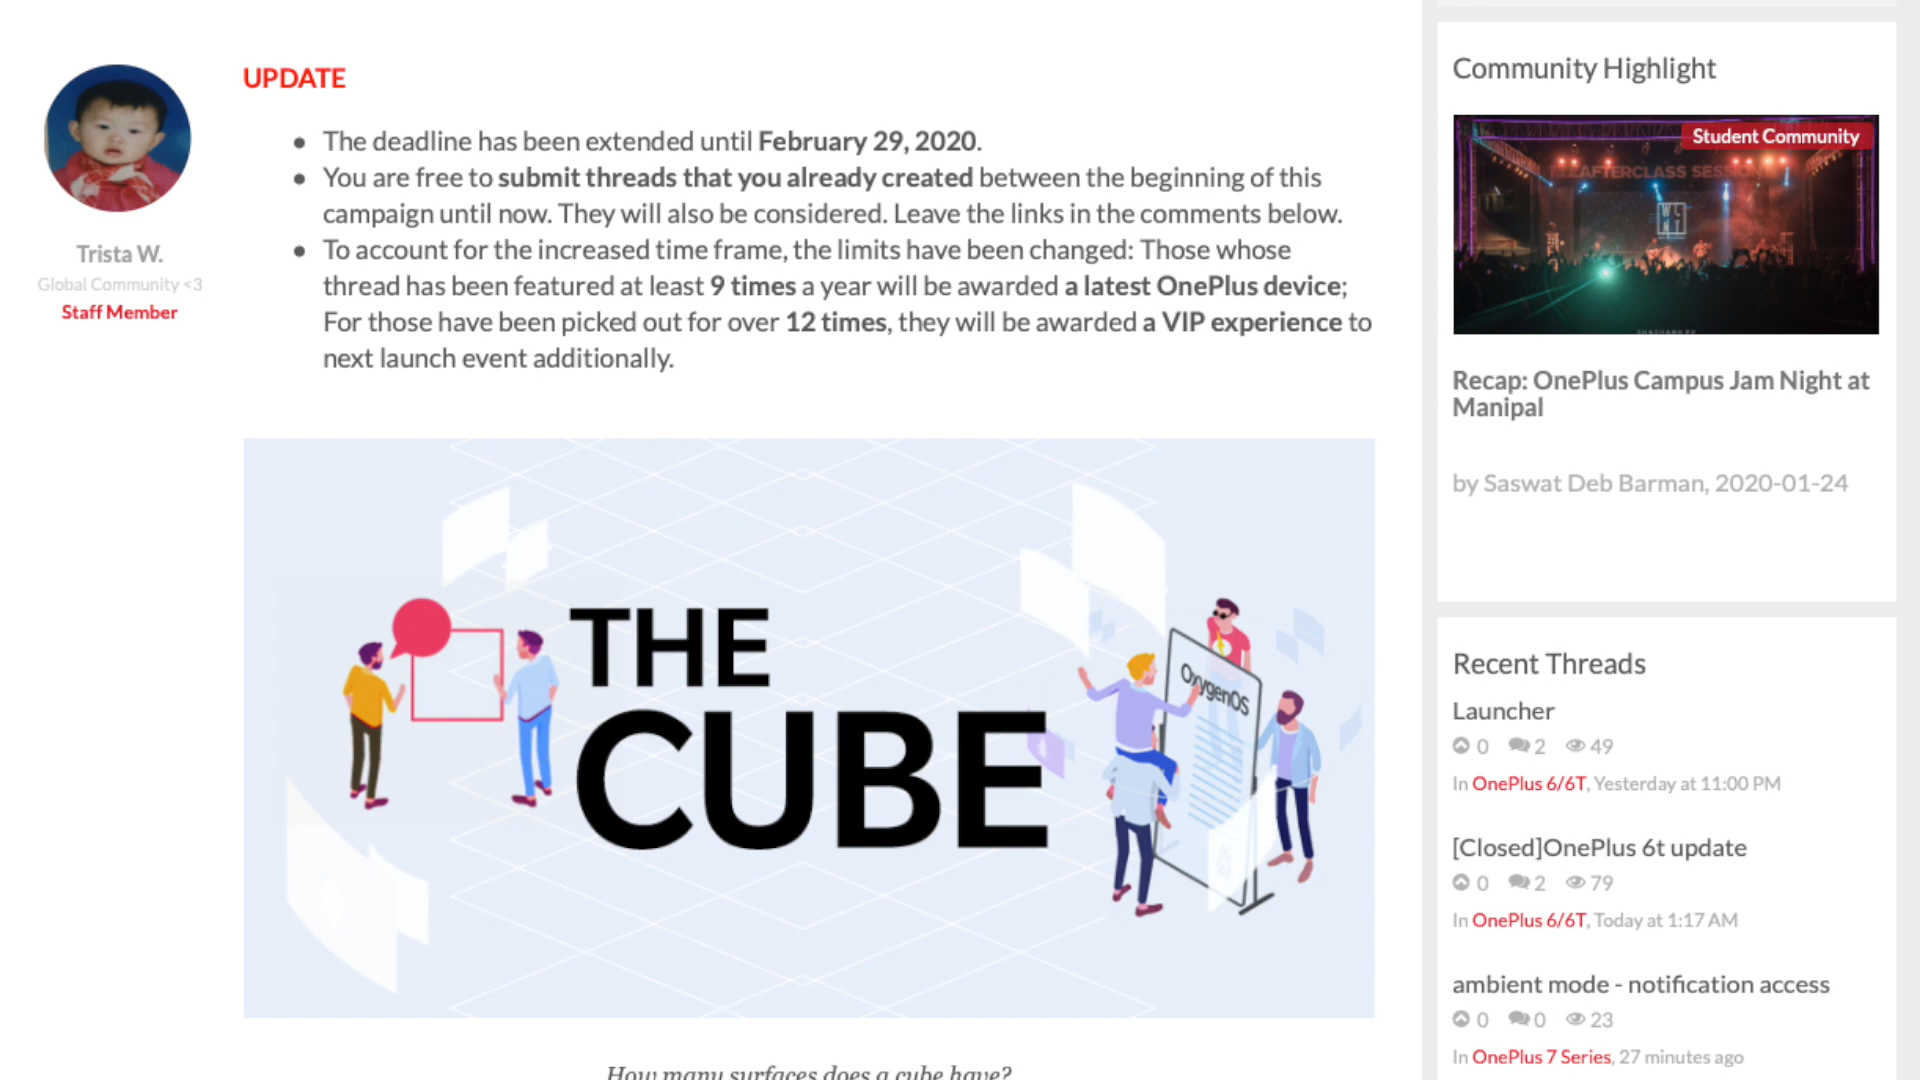 Trista W.
Global Community <3
Staff Member
UPDATE
The deadline has been extended until February 29, 2020.
You are free to submit threads that you already created between the beginning of this
campaign until now. They will also be considered. Leave the links in the comments below.
To account for the increased time frame, the limits have been changed: Those whose
thread has been featured at least 9 times a year will be awarded a latest OnePlus device;
For those have been picked out for over 12 times, they will be awarded a VIP experience to
next launch event additionally.
THE
CUBE
OxygenOS
How many surfaces does a cube have?
Community Highlight
Student Community
AFTERCLASS SESSION
Recap: OnePlus Campus Jam Night at
Manipal
by Saswat Deb Barman, 2020-01-24
Recent Threads
Launcher
0 2 49
In OnePlus 6/6T, Yesterday at 11:00 PM
[Closed]OnePlus 6t update
0 2 79
In OnePlus 6/6T, Today at 1:17 AM
ambient mode - notification access
0 0 23
In OnePlus 7 Series, 27 minutes ago